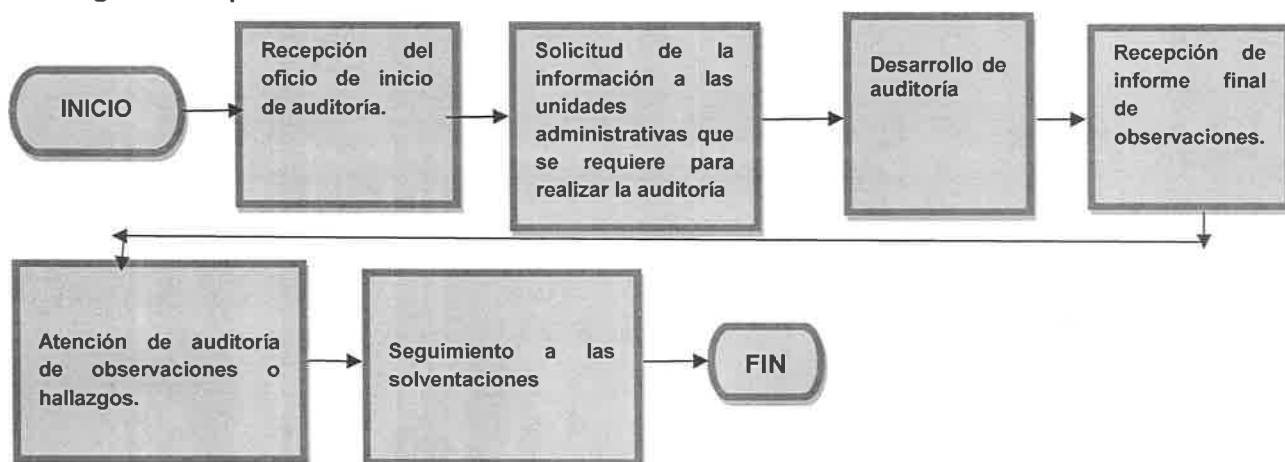 INICIO
Recepción del
oficio de inicio
de auditoría.
Solicitud de la
información a las
unidades
administrativas que
se requiere para
realizar la auditoría
Desarrollo de
auditoría
Recepción de
informe final
de
observaciones.
Atención de auditoría
de observaciones o
hallazgos.
Seguimiento a las
solventaciones
FIN